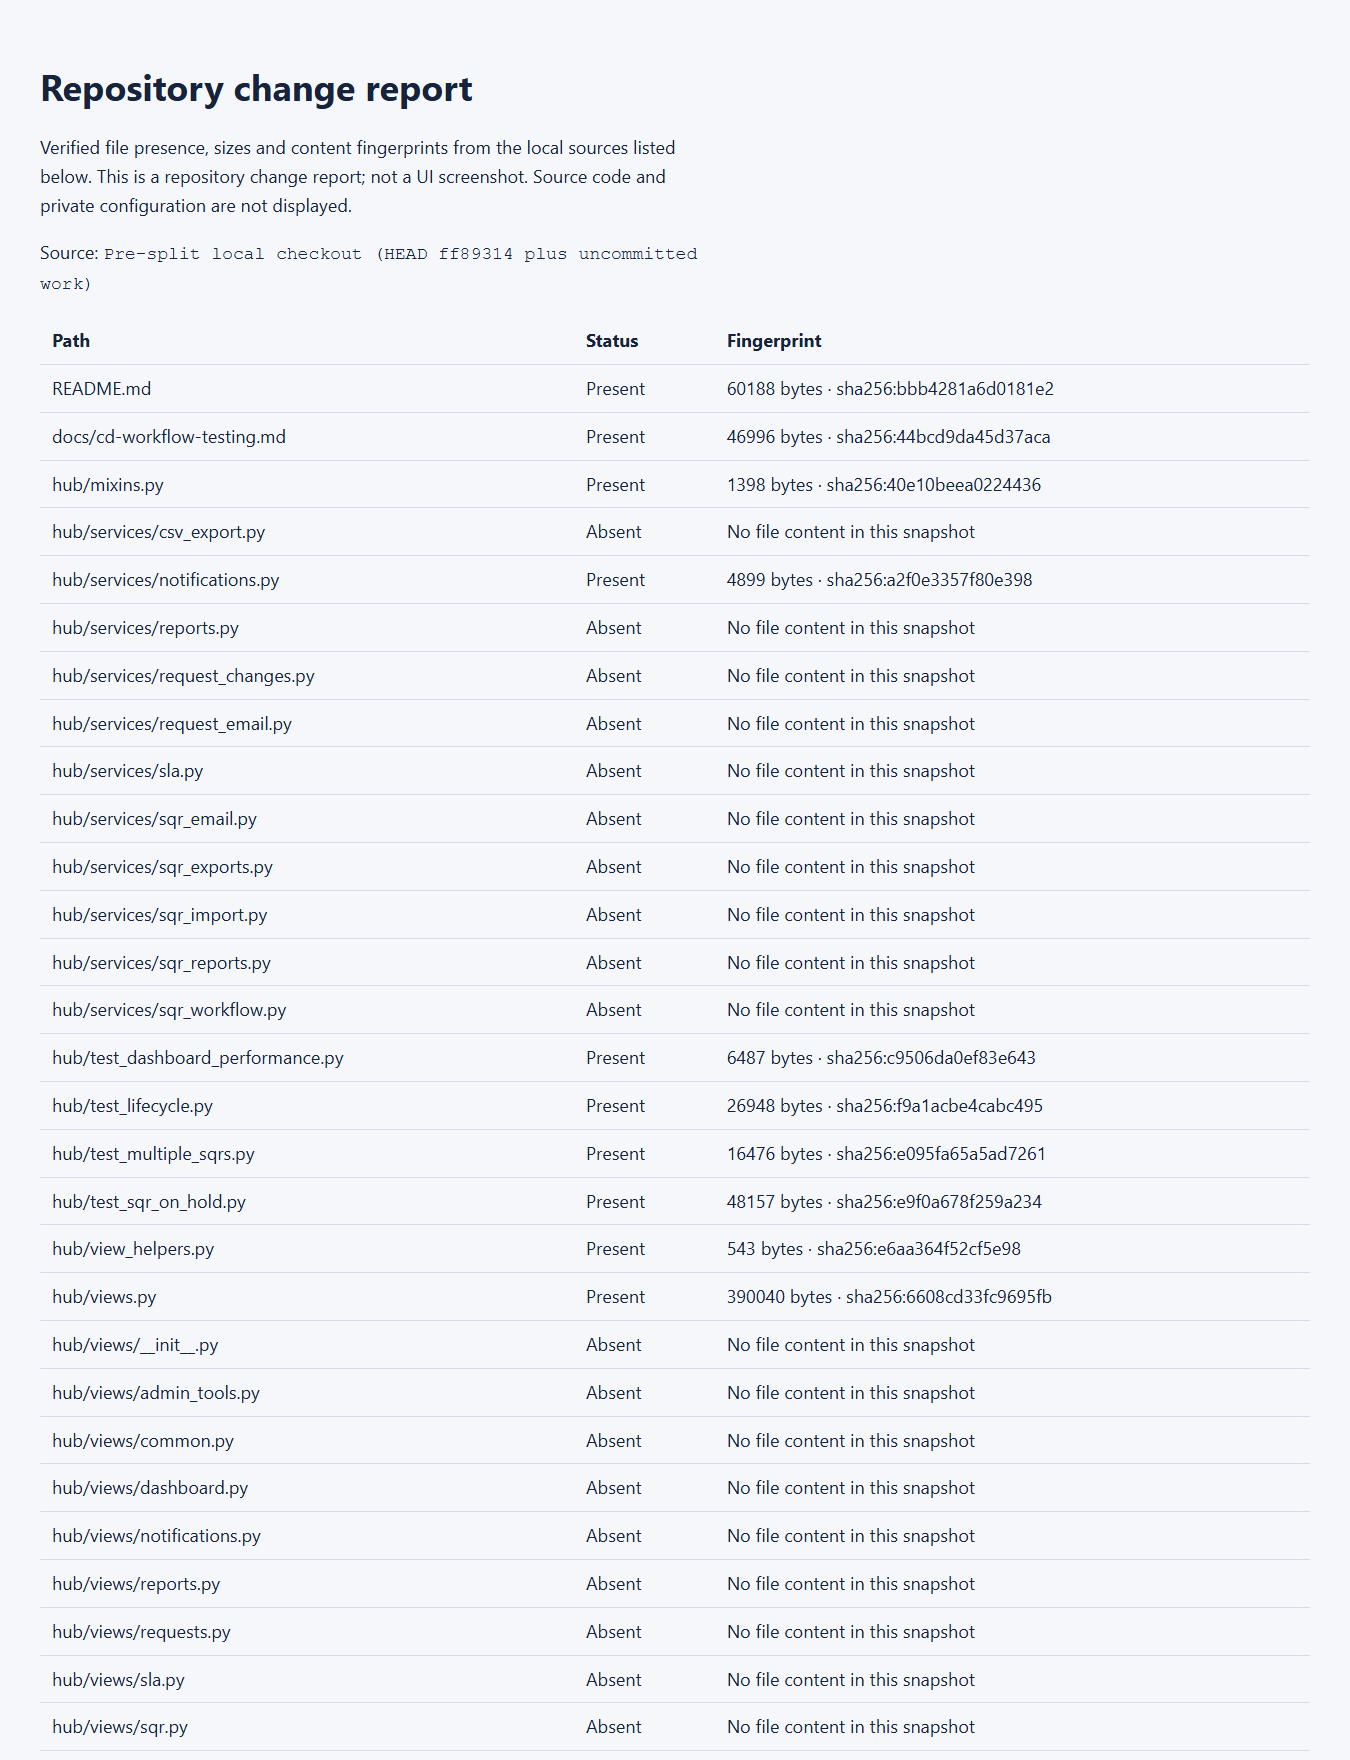 Repository change report
Verified file presence, sizes and content fingerprints from the local sources listed
below. This is a repository change report; not a UI screenshot. Source code and
private configuration are not displayed.
Source: Pre-split local checkout (HEAD ff89314 plus uncommitted
work)
Path Status Fingerprint
README.md Present 60188 bytes · sha256:bbb4281a6d0181e2
docs/cd-workflow-testing.md Present 46996 bytes · sha256:44bcd9da45d37aca
hub/mixins.py Present 1398 bytes · sha256:40e10beea0224436
hub/services/csv_export.py Absent No file content in this snapshot
hub/services/notifications.py Present 4899 bytes · sha256:a2f0e3357f80e398
hub/services/reports.py Absent No file content in this snapshot
hub/services/request_changes.py Absent No file content in this snapshot
hub/services/request_email.py Absent No file content in this snapshot
hub/services/sla.py Absent No file content in this snapshot
hub/services/sqr_email.py Absent No file content in this snapshot
hub/services/sqr_exports.py Absent No file content in this snapshot
hub/services/sqr_import.py Absent No file content in this snapshot
hub/services/sqr_reports.py Absent No file content in this snapshot
hub/services/sqr_workflow.py Absent No file content in this snapshot
hub/test_dashboard_performance.py Present 6487 bytes · sha256:c9506da0ef83e643
hub/test_lifecycle.py Present 26948 bytes · sha256:f9a1acbe4cabc495
hub/test_multiple_sqrs.py Present 16476 bytes · sha256:e095fa65a5ad7261
hub/test_sqr_on_hold.py Present 48157 bytes · sha256:e9f0a678f259a234
hub/view_helpers.py Present 543 bytes · sha256:e6aa364f52cf5e98
hub/views.py Present 390040 bytes · sha256:6608cd33fc9695fb
hub/views/__init__.py Absent No file content in this snapshot
hub/views/admin_tools.py Absent No file content in this snapshot
hub/views/common.py Absent No file content in this snapshot
hub/views/dashboard.py Absent No file content in this snapshot
hub/views/notifications.py Absent No file content in this snapshot
hub/views/reports.py Absent No file content in this snapshot
hub/views/requests.py Absent No file content in this snapshot
hub/views/sla.py Absent No file content in this snapshot
hub/views/sqr.py Absent No file content in this snapshot